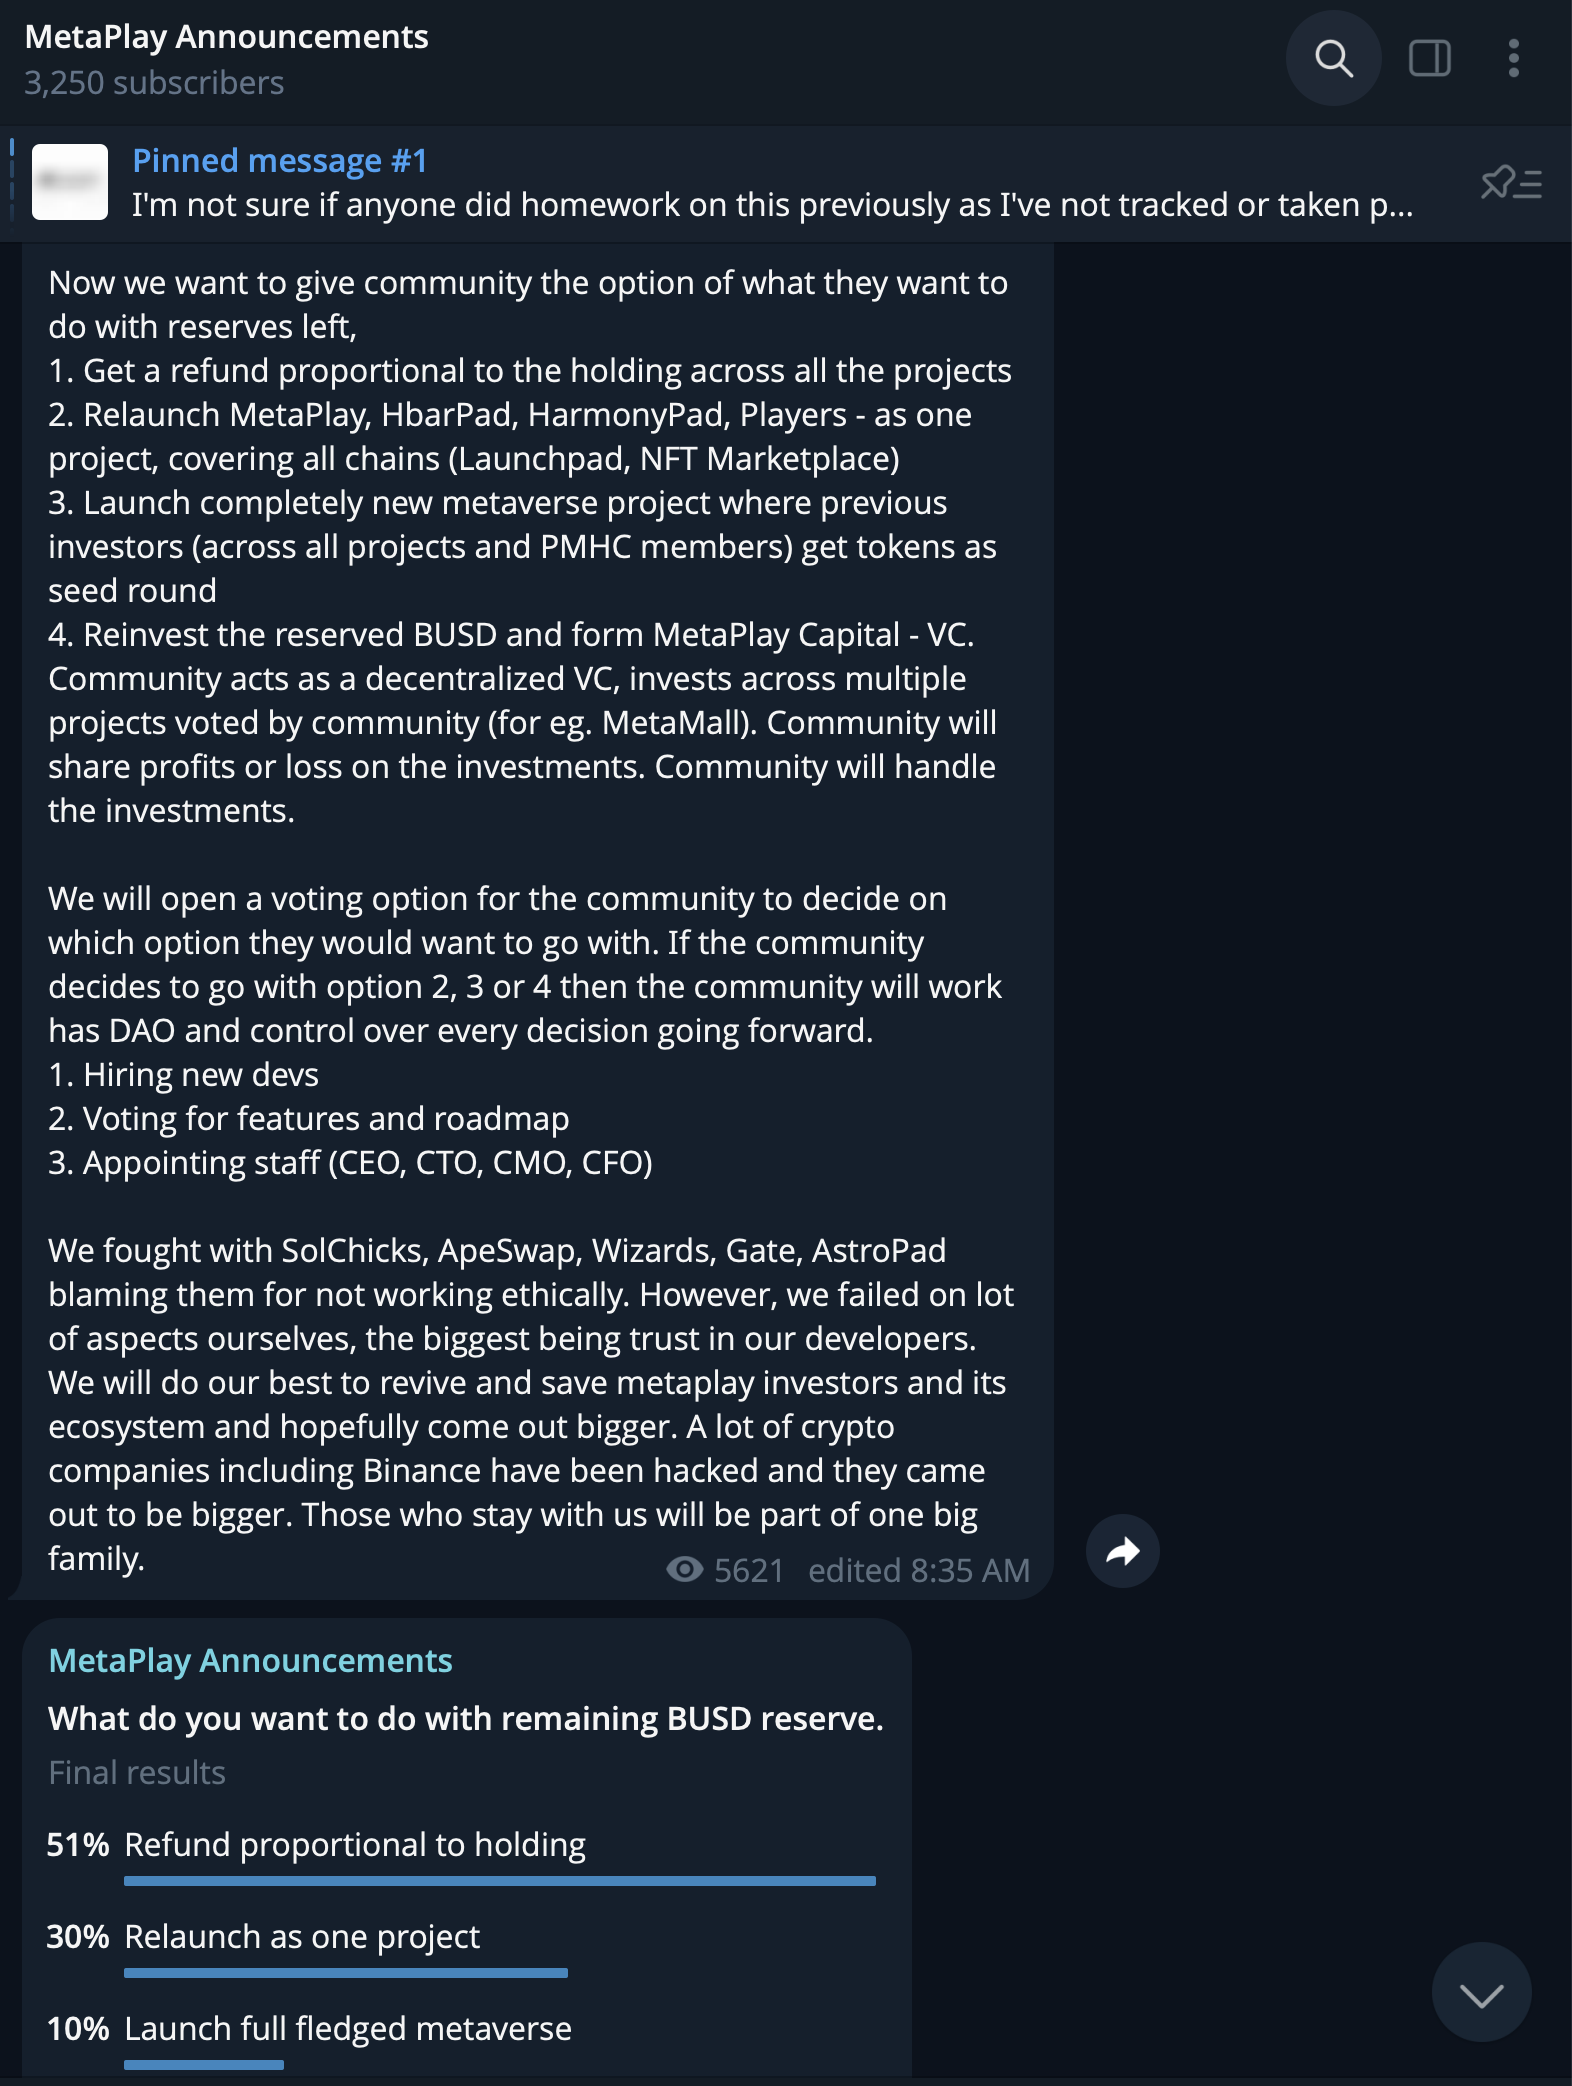 MetaPlay Announcements
3,250 subscribers
Pinned message #1
I'm not sure if anyone did homework on this previously as I've not tracked or taken p...
Now we want to give community the option of what they want to
do with reserves left,
1. Get a refund proportional to the holding across all the projects
2. Relaunch MetaPlay, HbarPad, HarmonyPad, Players - as one
project, covering all chains (Launchpad, NFT Marketplace)
3. Launch completely new metaverse project where previous
investors (across all projects and PMHC members) get tokens as
seed round
4. Reinvest the reserved BUSD and form MetaPlay Capital - VC.
Community acts as a decentralized VC, invests across multiple
projects voted by community (for eg. MetaMall). Community will
share profits or loss on the investments. Community will handle
the investments.
We will open a voting option for the community to decide on
which option they would want to go with. If the community
decides to go with option 2, 3 or 4 then the community will work
has DAO and control over every decision going forward.
1. Hiring new devs
2. Voting for features and roadmap
3. Appointing staff (CEO, CTO, CMO, CFO)
We fought with SolChicks, ApeSwap, Wizards, Gate, AstroPad
blaming them for not working ethically. However, we failed on lot
of aspects ourselves, the biggest being trust in our developers.
We will do our best to revive and save metaplay investors and its
ecosystem and hopefully come out bigger. A lot of crypto
companies including Binance have been hacked and they came
out to be bigger. Those who stay with us will be part of one big
family.
5621 edited 8:35 AM
MetaPlay Announcements
What do you want to do with remaining BUSD reserve.
Final results
51% Refund proportional to holding
30% Relaunch as one project
10% Launch full fledged metaverse